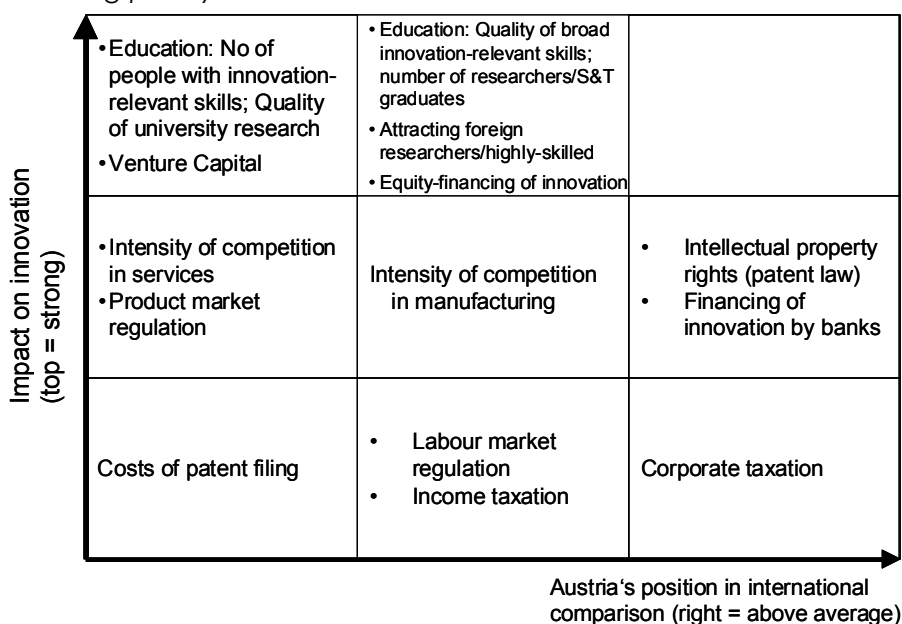 •Education: No of
people with innovation-
relevant skills; Quality
of university research
•Venture Capital
• Education: Quality of broad
innovation-relevant skills;
number of researchers/S&T
graduates
• Attracting foreign
researchers/highly-skilled
• Equity-financing of innovation
•Intensity of competition
in services
•Product market
regulation
Intensity of competition
in manufacturing
• Intellectual property
rights (patent law)
• Financing of
innovation by banks
Costs of patent filing
• Labour market
regulation
• Income taxation
Corporate taxation
Impact on innovation
(top = strong)
Austria‘s position in international
comparison (right = above average)